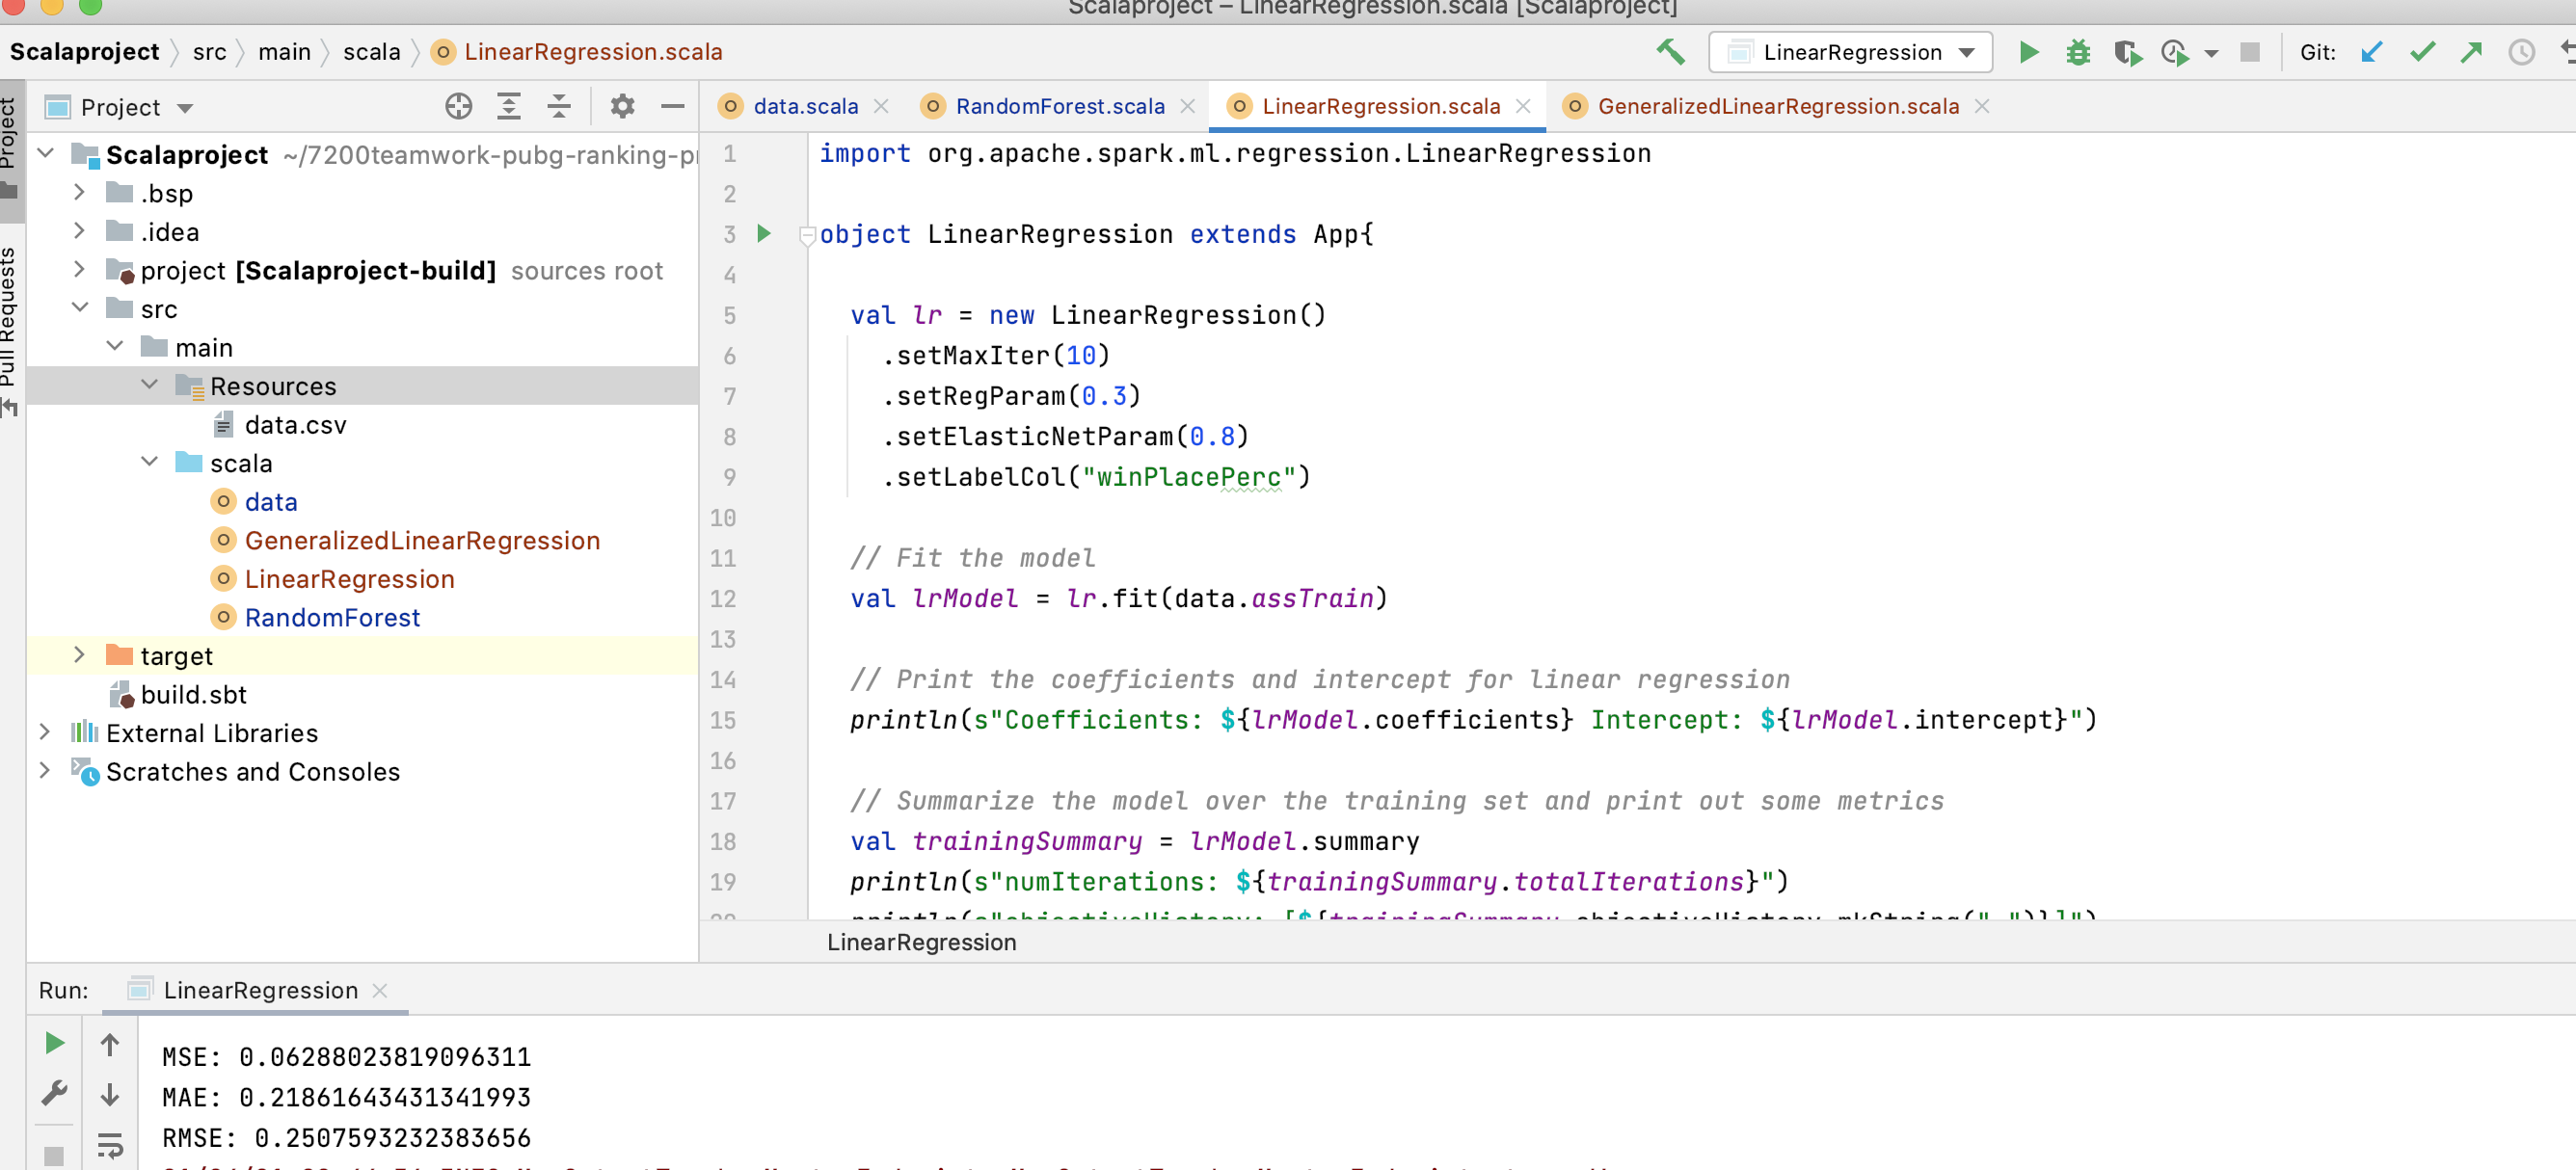 Scalaproject – LinearRegression.scala [Scalaproject]
Scalaproject src main scala LinearRegression.scala
LinearRegression Git:
Project
Pull Requests
Project
Scalaproject ~/7200teamwork-pubg-ranking-
.bsp
.idea
project [Scalaproject-build] sources root
src
main
Resources
data.csv
scala
data
GeneralizedLinearRegression
LinearRegression
RandomForest
target
build.sbt
External Libraries
Scratches and Consoles
data.scala RandomForest.scala LinearRegression.scala GeneralizedLinearRegression.scala
1 import org.apache.spark.ml.regression.LinearRegression
2
3 object LinearRegression extends App{
4
5 val lr = new LinearRegression()
6 .setMaxIter(10)
7 .setRegParam(0.3)
8 .setElasticNetParam(0.8)
9 .setLabelCol("winPlacePerc")
10
11 // Fit the model
12 val lrModel = lr.fit(data.assTrain)
13
14 // Print the coefficients and intercept for linear regression
15 println(s"Coefficients: ${lrModel.coefficients} Intercept: ${lrModel.intercept}")
16
17 // Summarize the model over the training set and print out some metrics
18 val trainingSummary = lrModel.summary
19 println(s"numIterations: ${trainingSummary.totalIterations}")
LinearRegression
Run: LinearRegression
MSE: 0.06288023819096311
MAE: 0.21861643431341993
RMSE: 0.2507593232383656